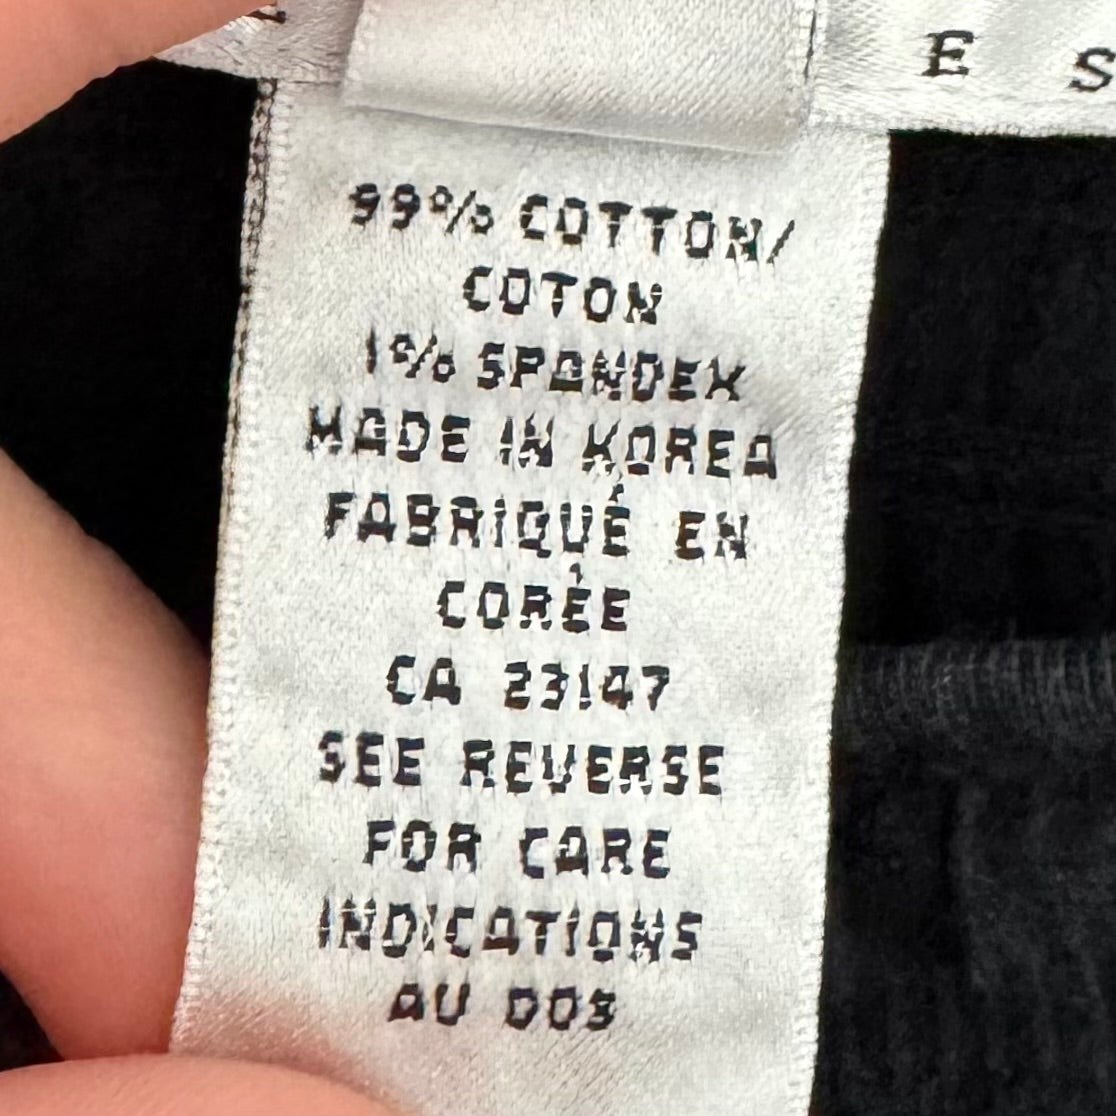 E S
99% COTTON/
COTON
1% SPANDEX
MADE IN KOREA
FABRIQUÉ EN
CORÉE
CA 23147
SEE REVERSE
FOR CARE
INDICATIONS
AU DOS